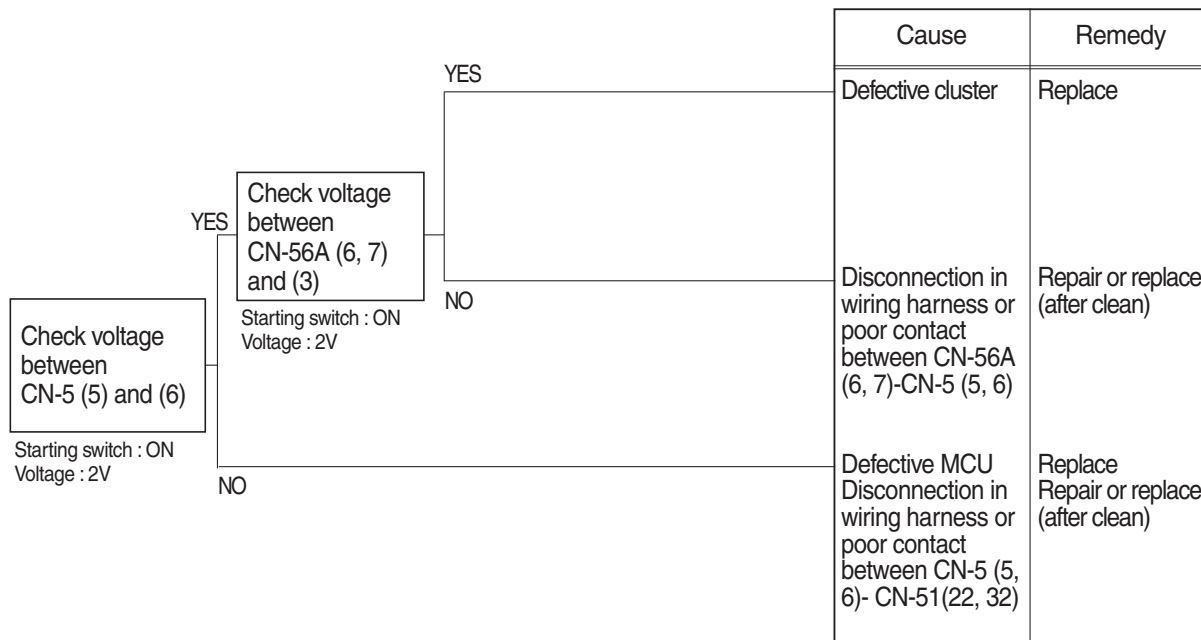 Cause
Remedy
YES
Defective cluster
Replace
YES
Check voltage
between
CN-56A (6, 7)
and (3)
Starting switch : ON
Voltage : 2V
NO
Disconnection in
wiring harness or
poor contact
between CN-56A
(6, 7)-CN-5 (5, 6)
Repair or replace
(after clean)
Check voltage
between
CN-5 (5) and (6)
Starting switch : ON
Voltage : 2V
NO
Defective MCU
Disconnection in
wiring harness or
poor contact
between CN-5 (5,
6)- CN-51(22, 32)
Replace
Repair or replace
(after clean)